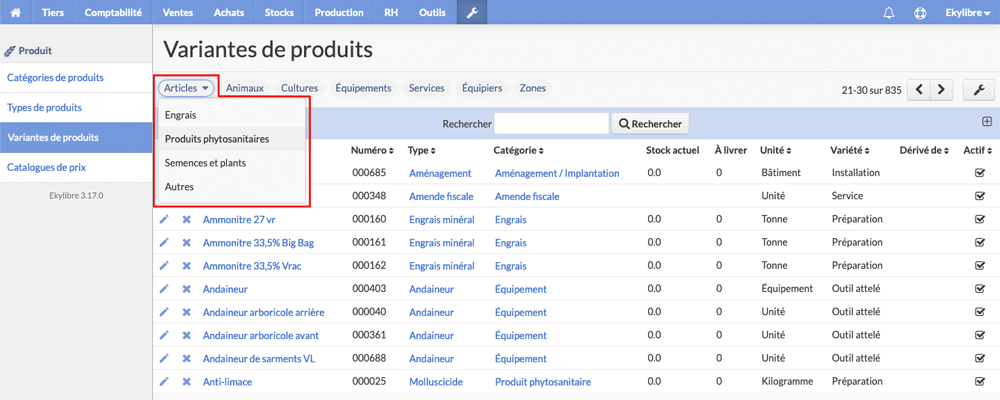 Tiers Comptabilité Ventes Achats Stocks Production RH Outils Ekylibre
Produit
Catégories de produits
Types de produits
Variantes de produits
Catalogues de prix
Ekylibre 3.17.0
Variantes de produits
Articles Animaux Cultures Équipements Services Équipiers Zones 21-30 sur 835
Engrais
Produits phytosanitaires
Semences et plants
Autres
Rechercher Rechercher
Numéro Type Catégorie Stock actuel À livrer Unité Variété Dérivé de Actif
000685 Aménagement Aménagement / Implantation 0.0 0 Bâtiment Installation
000348 Amende fiscale Amende fiscale Unité Service
Ammonitre 27 vr 000160 Engrais minéral Engrais 0.0 0 Tonne Préparation
Ammonitre 33,5% Big Bag 000161 Engrais minéral Engrais 0.0 0 Tonne Préparation
Ammonitre 33,5% Vrac 000162 Engrais minéral Engrais 0.0 0 Tonne Préparation
Andaineur 000403 Andaineur Équipement 0.0 0 Équipement Outil attelé
Andaineur arboricole arrière 000040 Andaineur Équipement 0.0 0 Unité Outil attelé
Andaineur arboricole avant 000361 Andaineur Équipement 0.0 0 Unité Outil attelé
Andaineur de sarments VL 000688 Andaineur Équipement 0.0 0 Unité Outil attelé
Anti-limace 000025 Molluscicide Produit phytosanitaire 0.0 0 Kilogramme Préparation